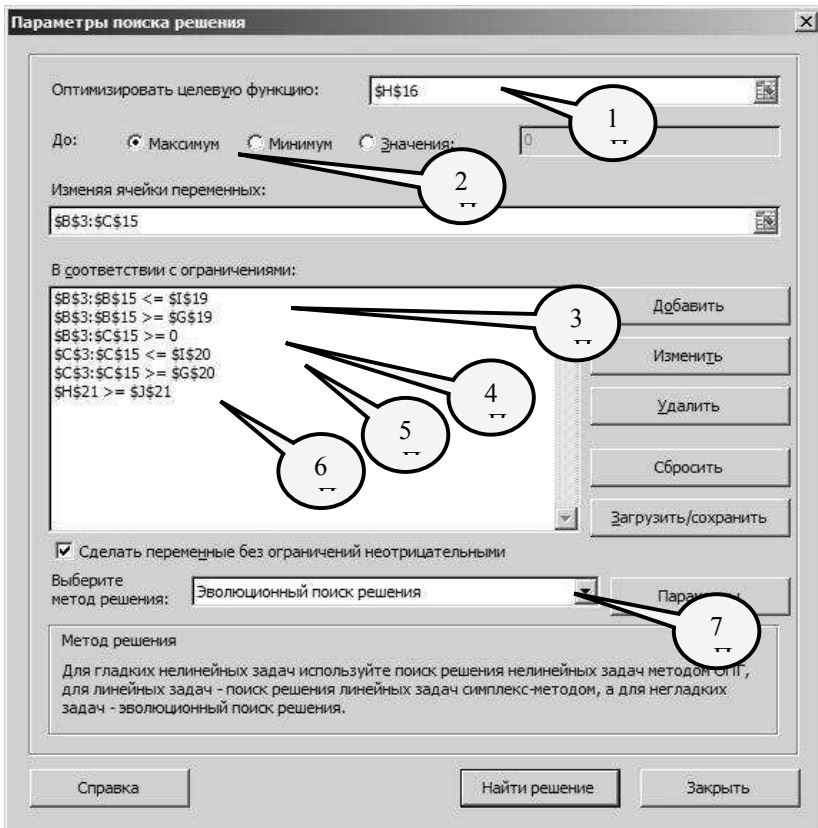 Параметры поиска решения
Оптимизировать целевую функцию: $H$16
1
До: Максимум Минимум Значения: 0
2
Изменяя ячейки переменных:
$B$3:$C$15
В соответствии с ограничениями:
$B$3:$B$15 <= $I$19
$B$3:$B$15 >= $G$19
$B$3:$C$15 >= 0
$C$3:$C$15 <= $I$20
$C$3:$C$15 >= $G$20
$H$21 >= $J$21
3
4
5
6
Добавить
Изменить
Удалить
Сбросить
Загрузить/сохранить
Сделать переменные без ограничений неотрицательными
Выберите
метод решения:
Эволюционный поиск решения
7
Метод решения
Для гладких нелинейных задач используйте поиск решения нелинейных задач методом ОПГ,
для линейных задач - поиск решения линейных задач симплекс-методом, а для негладких
задач - эволюционный поиск решения.
Справка
Найти решение
Закрыть